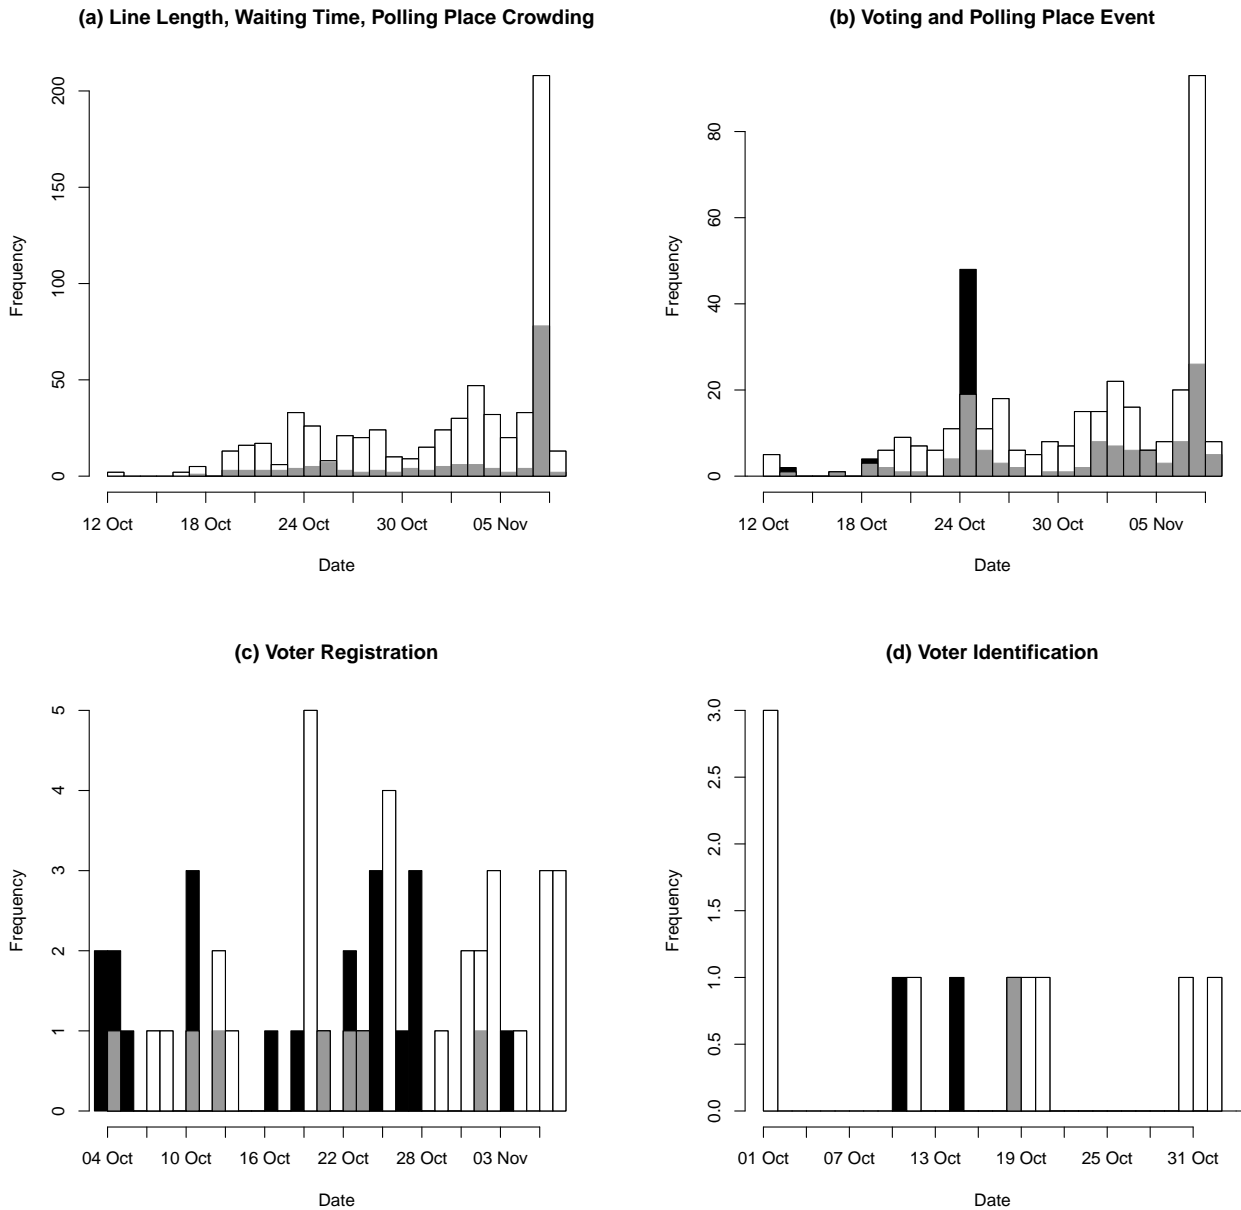 (a) Line Length, Waiting Time, Polling Place Crowding
Frequency
200
150
100
50
0
12 Oct 18 Oct 24 Oct 30 Oct 05 Nov
Date
(b) Voting and Polling Place Event
Frequency
80
60
40
20
0
12 Oct 18 Oct 24 Oct 30 Oct 05 Nov
Date
(c) Voter Registration
Frequency
5
4
3
2
1
0
04 Oct 10 Oct 16 Oct 22 Oct 28 Oct 03 Nov
Date
(d) Voter Identification
Frequency
3.0
2.5
2.0
1.5
1.0
0.5
0.0
01 Oct 07 Oct 13 Oct 19 Oct 25 Oct 31 Oct
Date